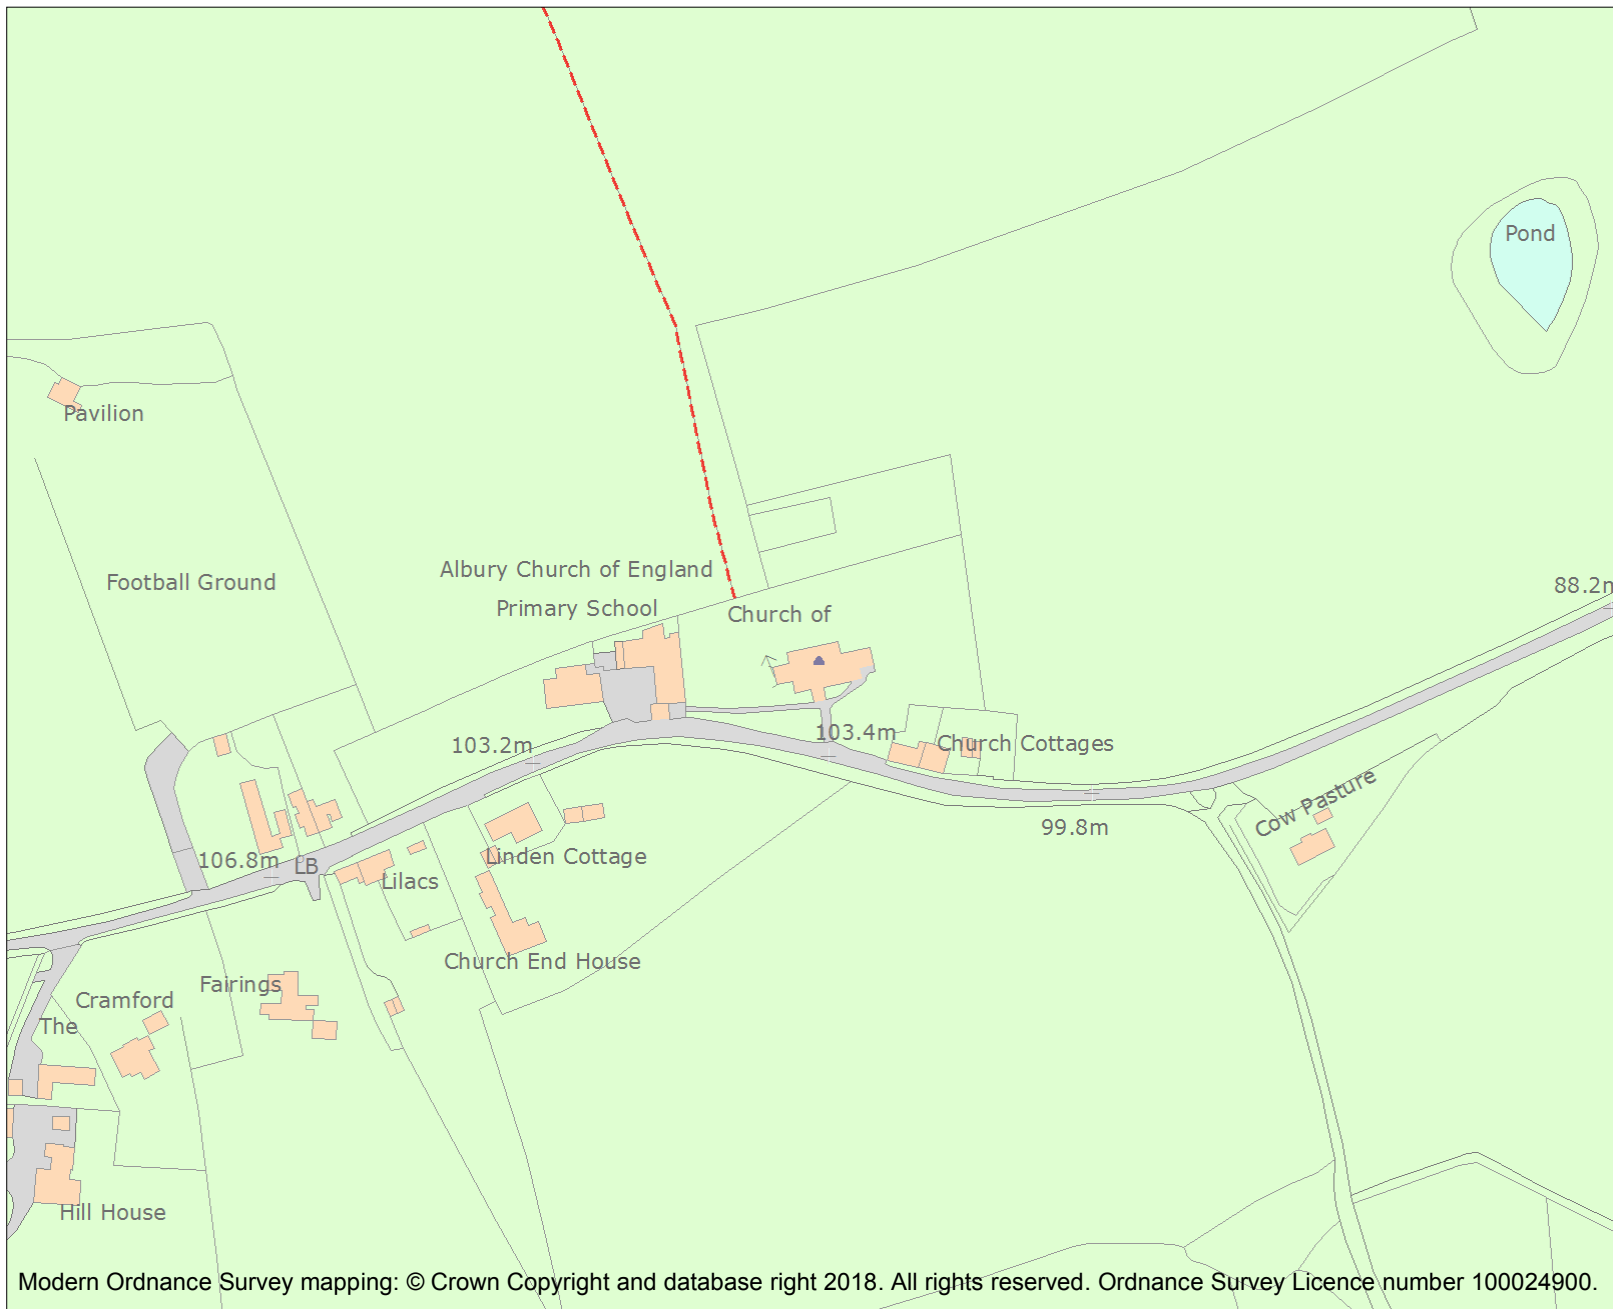 Pond
Pavilion
Football Ground
Albury Church of England
Primary School
Church of
88.2m
103.2m
103.4m
Church Cottages
Cow Pasture
99.8m
106.8m
LB
Linden Cottage
Lilacs
Church End House
Fairings
Cramford
The
Hill House
Modern Ordnance Survey mapping: © Crown Copyright and database right 2018. All rights reserved. Ordnance Survey Licence number 100024900.